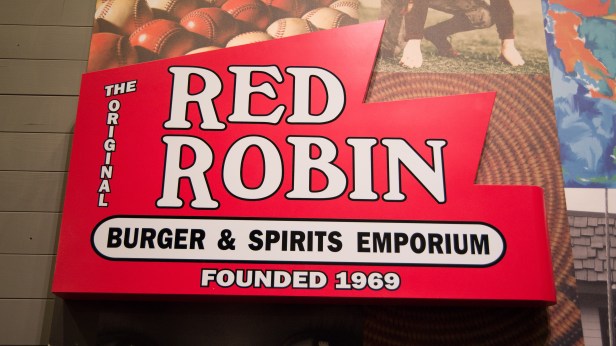 THE ORIGINAL
RED
ROBIN
BURGER & SPIRITS EMPORIUM
FOUNDED 1969